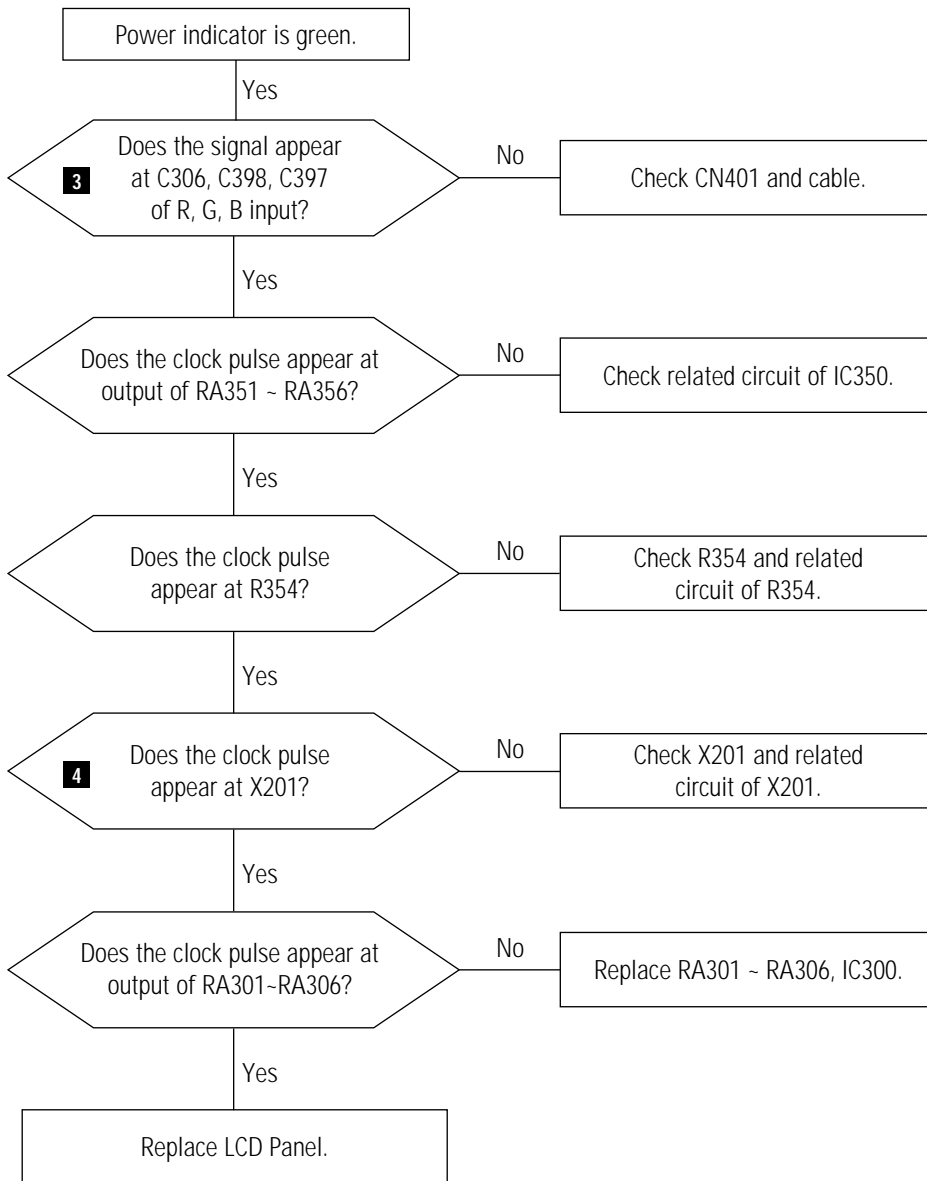 Power indicator is green.
Yes
Does the signal appear
at C306, C398, C397
of R, G, B input?
3
No
Check CN401 and cable.
Yes
Does the clock pulse appear at
output of RA351 ~ RA356?
No
Check related circuit of IC350.
Yes
Does the clock pulse
appear at R354?
No
Check R354 and related
circuit of R354.
Yes
Does the clock pulse
appear at X201?
4
No
Check X201 and related
circuit of X201.
Yes
Does the clock pulse appear at
output of RA301~RA306?
No
Replace RA301 ~ RA306, IC300.
Yes
Replace LCD Panel.